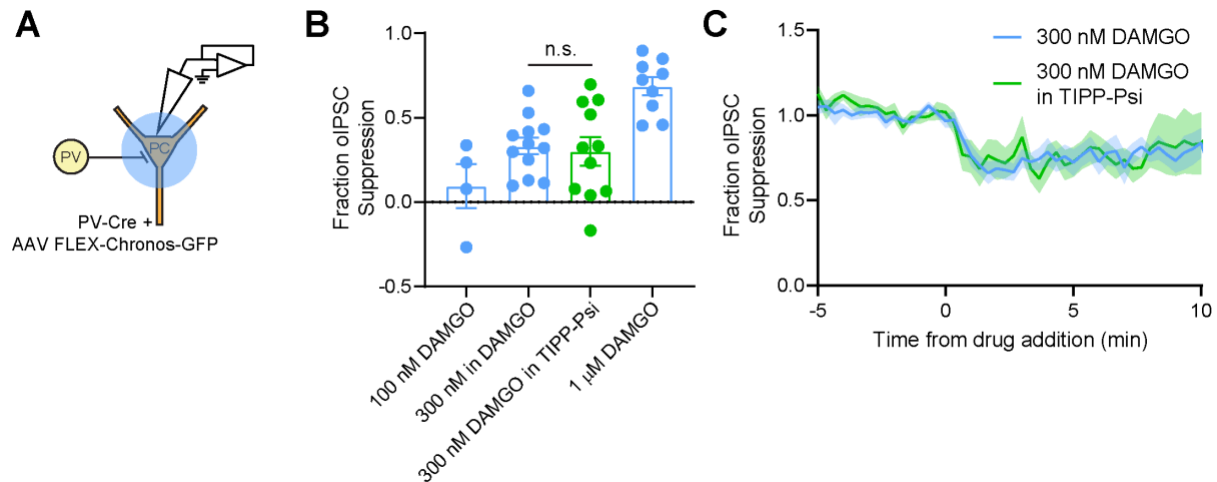 A
PV
PC
PV-Cre +
AAV FLEX-Chronos-GFP
B
Fraction oIPSC
Suppression
1.0
0.5
0.0
-0.5
n.s.
100 nM DAMGO
300 nM in DAMGO
300 nM DAMGO in TIPP-Psi
1 μM DAMGO
C
Fraction oIPSC
Suppression
1.5
1.0
0.5
0.0
300 nM DAMGO
300 nM DAMGO
in TIPP-Psi
-5
0
5
10
Time from drug addition (min)